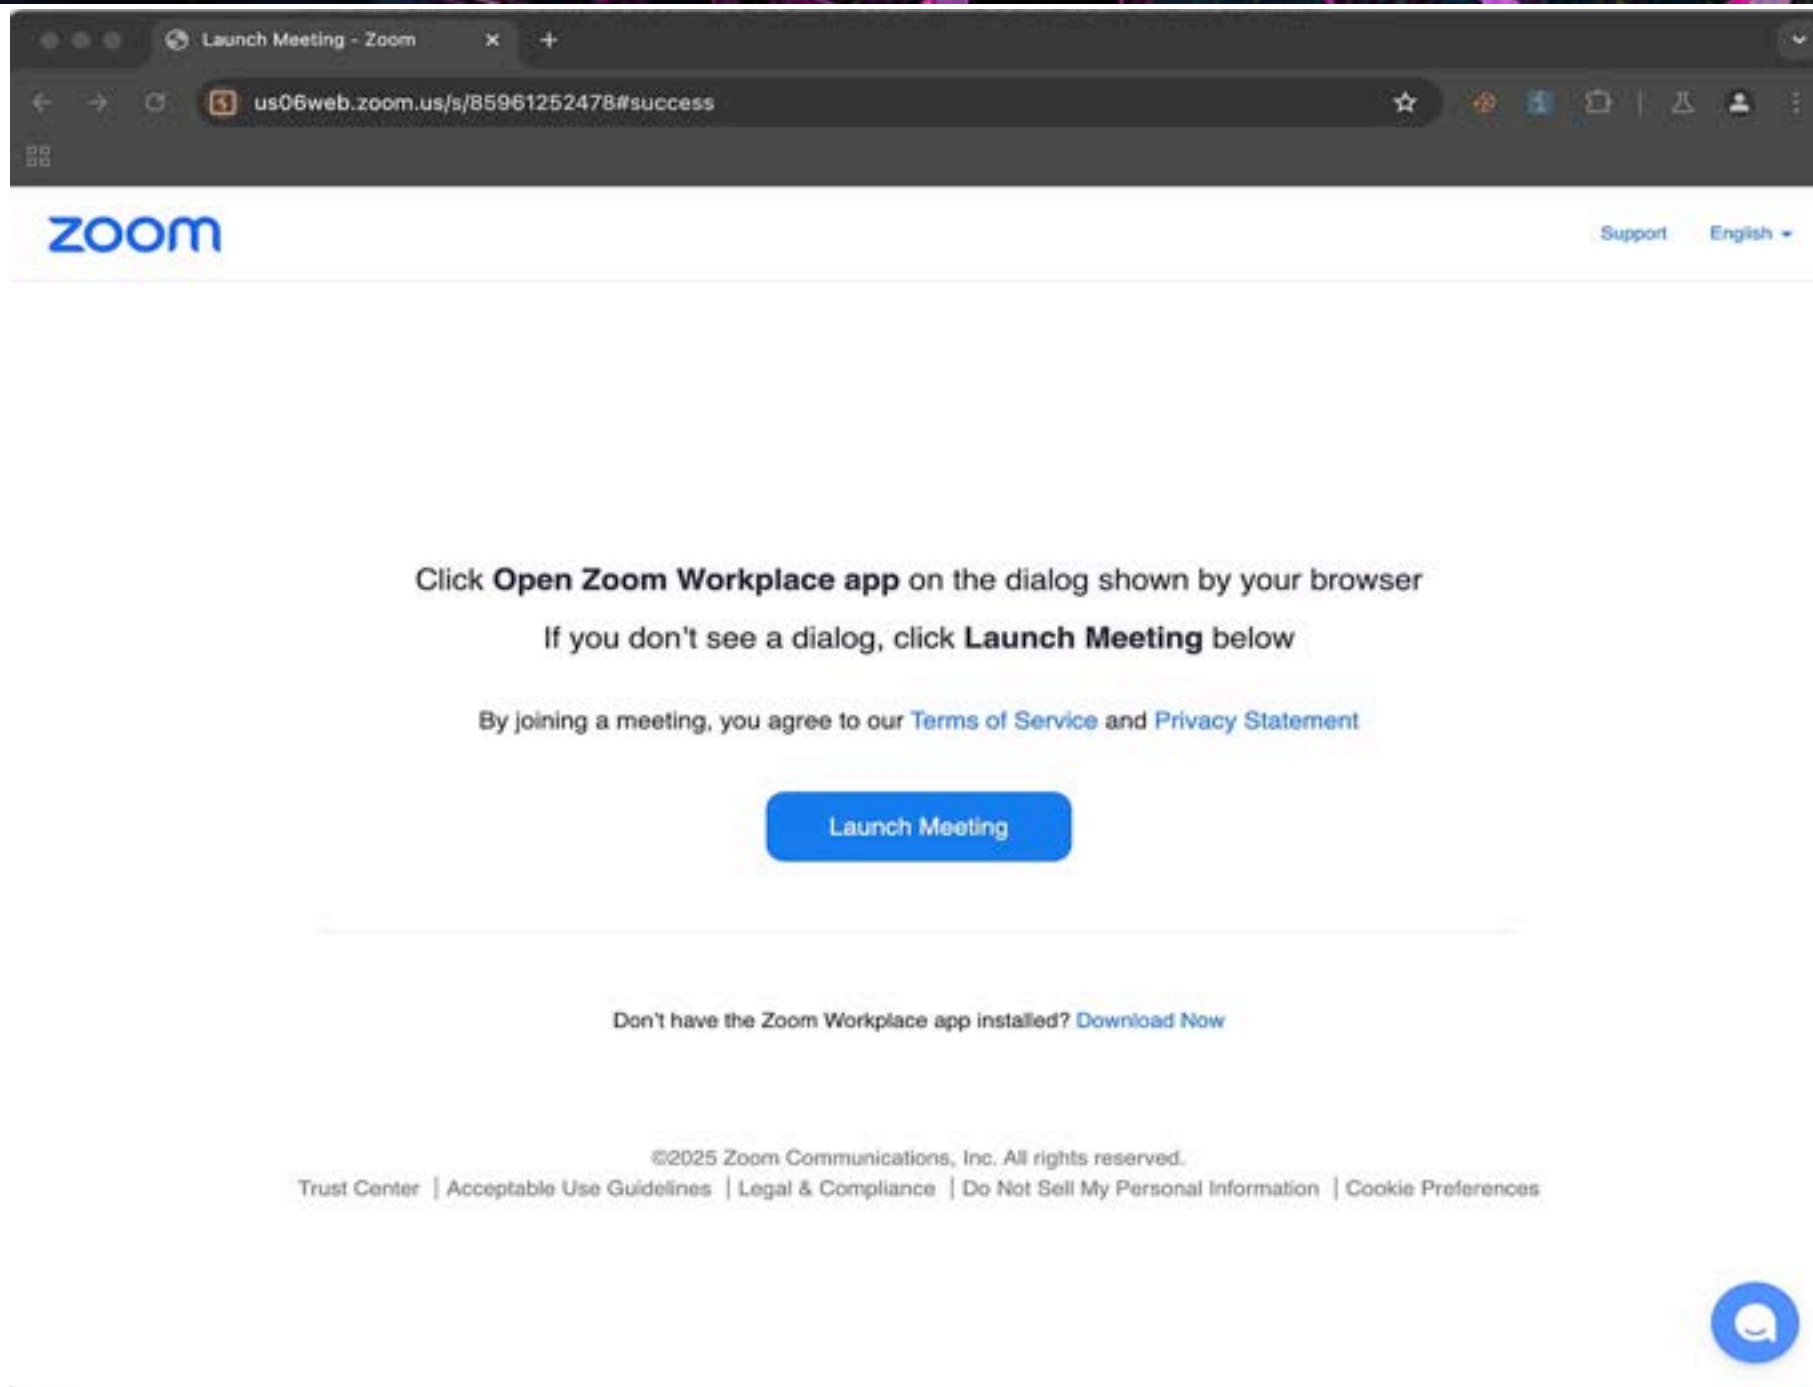 Launch Meeting - Zoom
us06web.zoom.us/s/85961252478#success
zoom
Support English
Click Open Zoom Workplace app on the dialog shown by your browser
If you don't see a dialog, click Launch Meeting below
By joining a meeting, you agree to our Terms of Service and Privacy Statement
Launch Meeting
Don't have the Zoom Workplace app installed? Download Now
©2025 Zoom Communications, Inc. All rights reserved.
Trust Center | Acceptable Use Guidelines | Legal & Compliance | Do Not Sell My Personal Information | Cookie Preferences